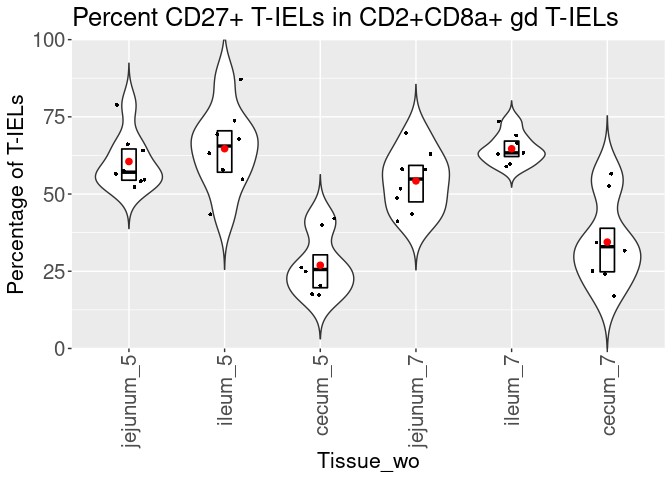 Percent CD27+ T-IELs in CD2+CD8a+ gd T-IELs
Percentage of T-IELs
100
75
50
25
0
jejunum_5
ileum_5
cecum_5
jejunum_7
ileum_7
cecum_7
Tissue_wo